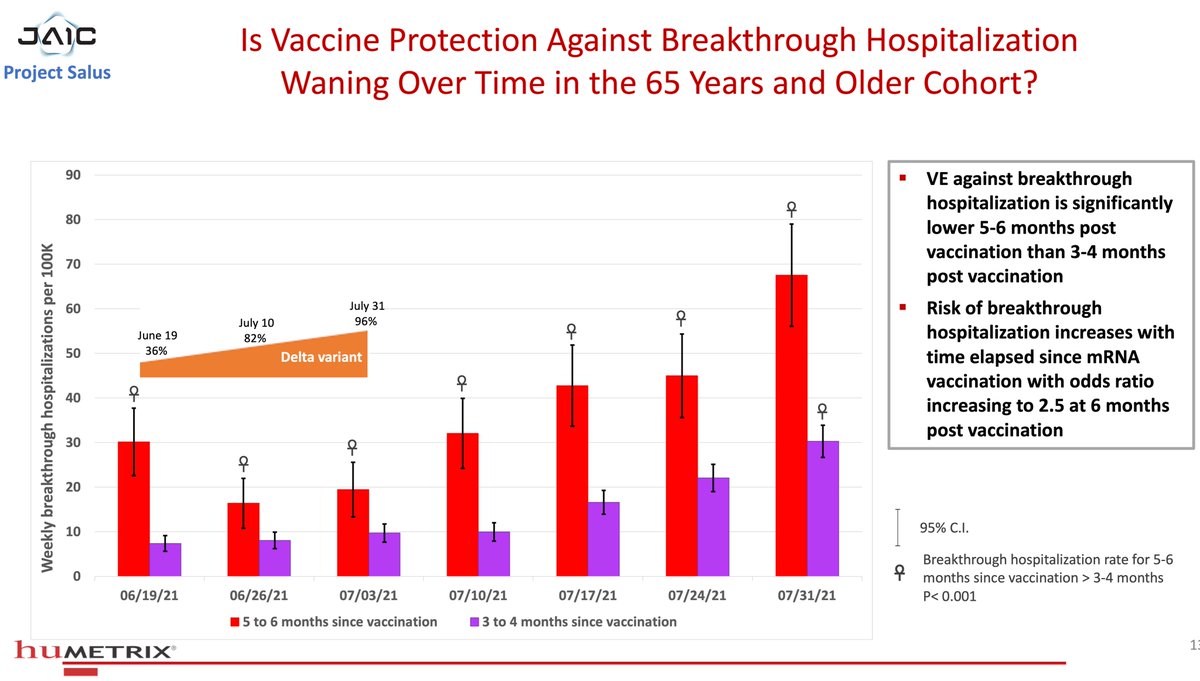 JAIC
Project Salus
Is Vaccine Protection Against Breakthrough Hospitalization
Waning Over Time in the 65 Years and Older Cohort?
Weekly breakthrough hospitalizations per 100K
90
80
70
60
50
40
30
20
10
0
June 19
36%
July 10
82%
July 31
96%
Delta variant
06/19/21
06/26/21
07/03/21
07/10/21
07/17/21
07/24/21
07/31/21
5 to 6 months since vaccination
3 to 4 months since vaccination
▪ VE against breakthrough
hospitalization is significantly
lower 5-6 months post
vaccination than 3-4 months
post vaccination
▪ Risk of breakthrough
hospitalization increases with
time elapsed since mRNA
vaccination with odds ratio
increasing to 2.5 at 6 months
post vaccination
95% C.I.
Breakthrough hospitalization rate for 5-6
months since vaccination > 3-4 months
P< 0.001
huMETRIX®